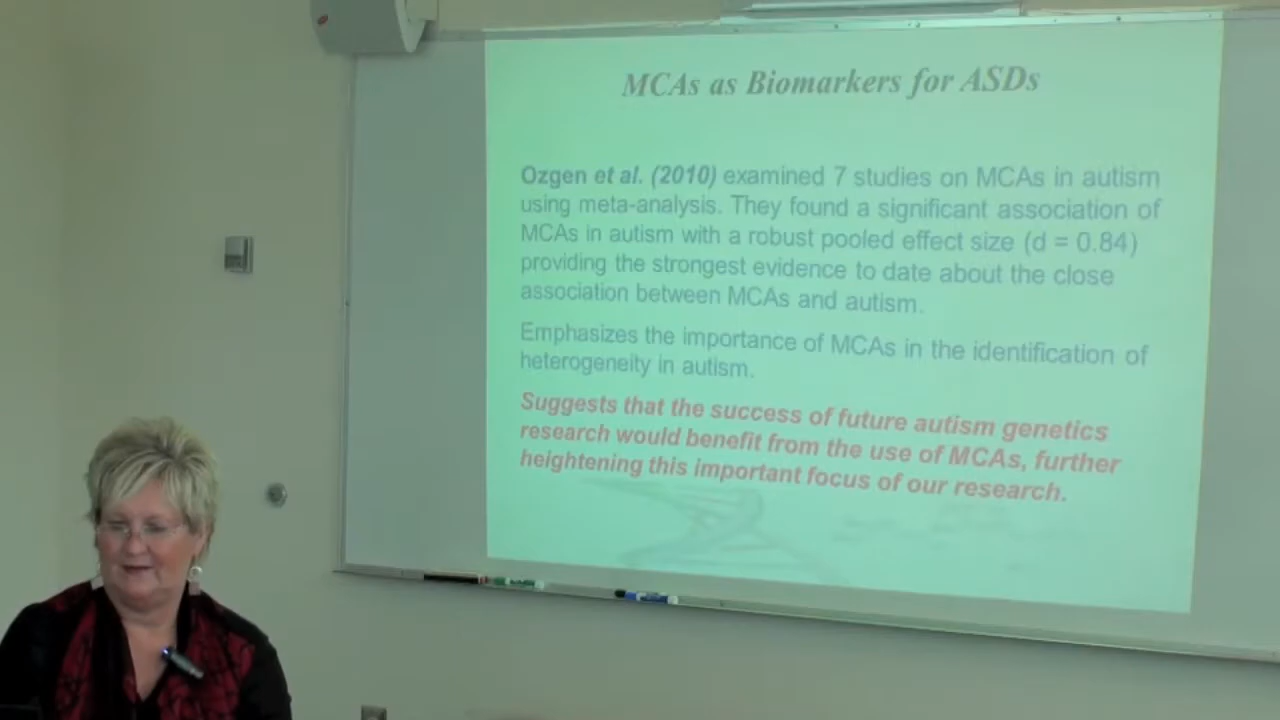 MCAs as Biomarkers for ASDs
Ozgen et al. (2010) examined 7 studies on MCAs in autism
using meta-analysis. They found a significant association of
MCAs in autism with a robust pooled effect size (d = 0.84)
providing the strongest evidence to date about the close
association between MCAs and autism.
Emphasizes the importance of MCAs in the identification of
heterogeneity in autism.
Suggests that the success of future autism genetics
research would benefit from the use of MCAs, further
heightening this important focus of our research.